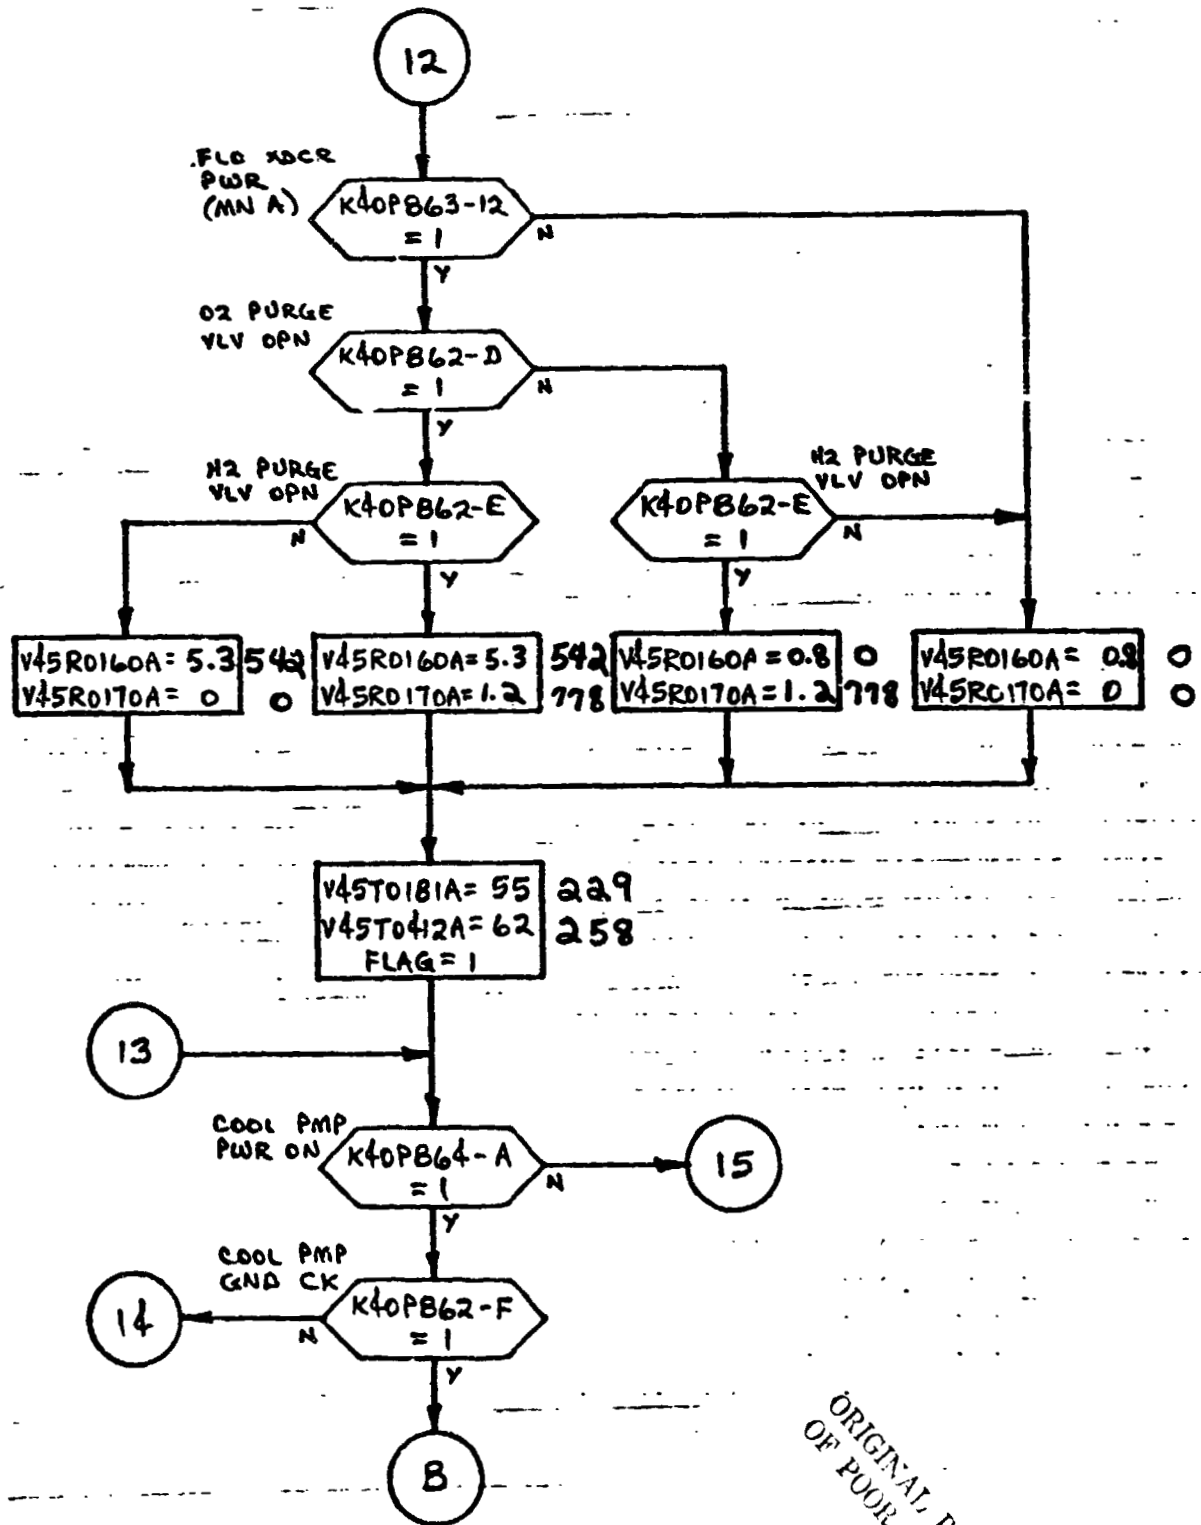 12
.FLO XDCR
PWR
(MN A)
K40P863-12
= 1
N
Y
O2 PURGE
VLV OPN
K40P862-D
= 1
N
Y
H2 PURGE
VLV OPN
K40P862-E
= 1
N
Y
H2 PURGE
VLV OPN
K40P862-E
= 1
N
Y
V45R0160A = 5.3 542
V45R0170A = 0 0
V45R0160A = 5.3 542
V45R0170A = 1.2 778
V45R0160A = 0.8 0
V45R0170A = 1.2 778
V45R0160A = 0.8 0
V45R0170A = 0 0
V45T0181A = 55 229
V45T0412A = 62 258
FLAG = 1
13
COOL PMP
PWR ON
K40P864-A
= 1
N
15
Y
COOL PMP
GND CK
K40P862-F
= 1
N
14
Y
B
ORIGINAL
OF POOR